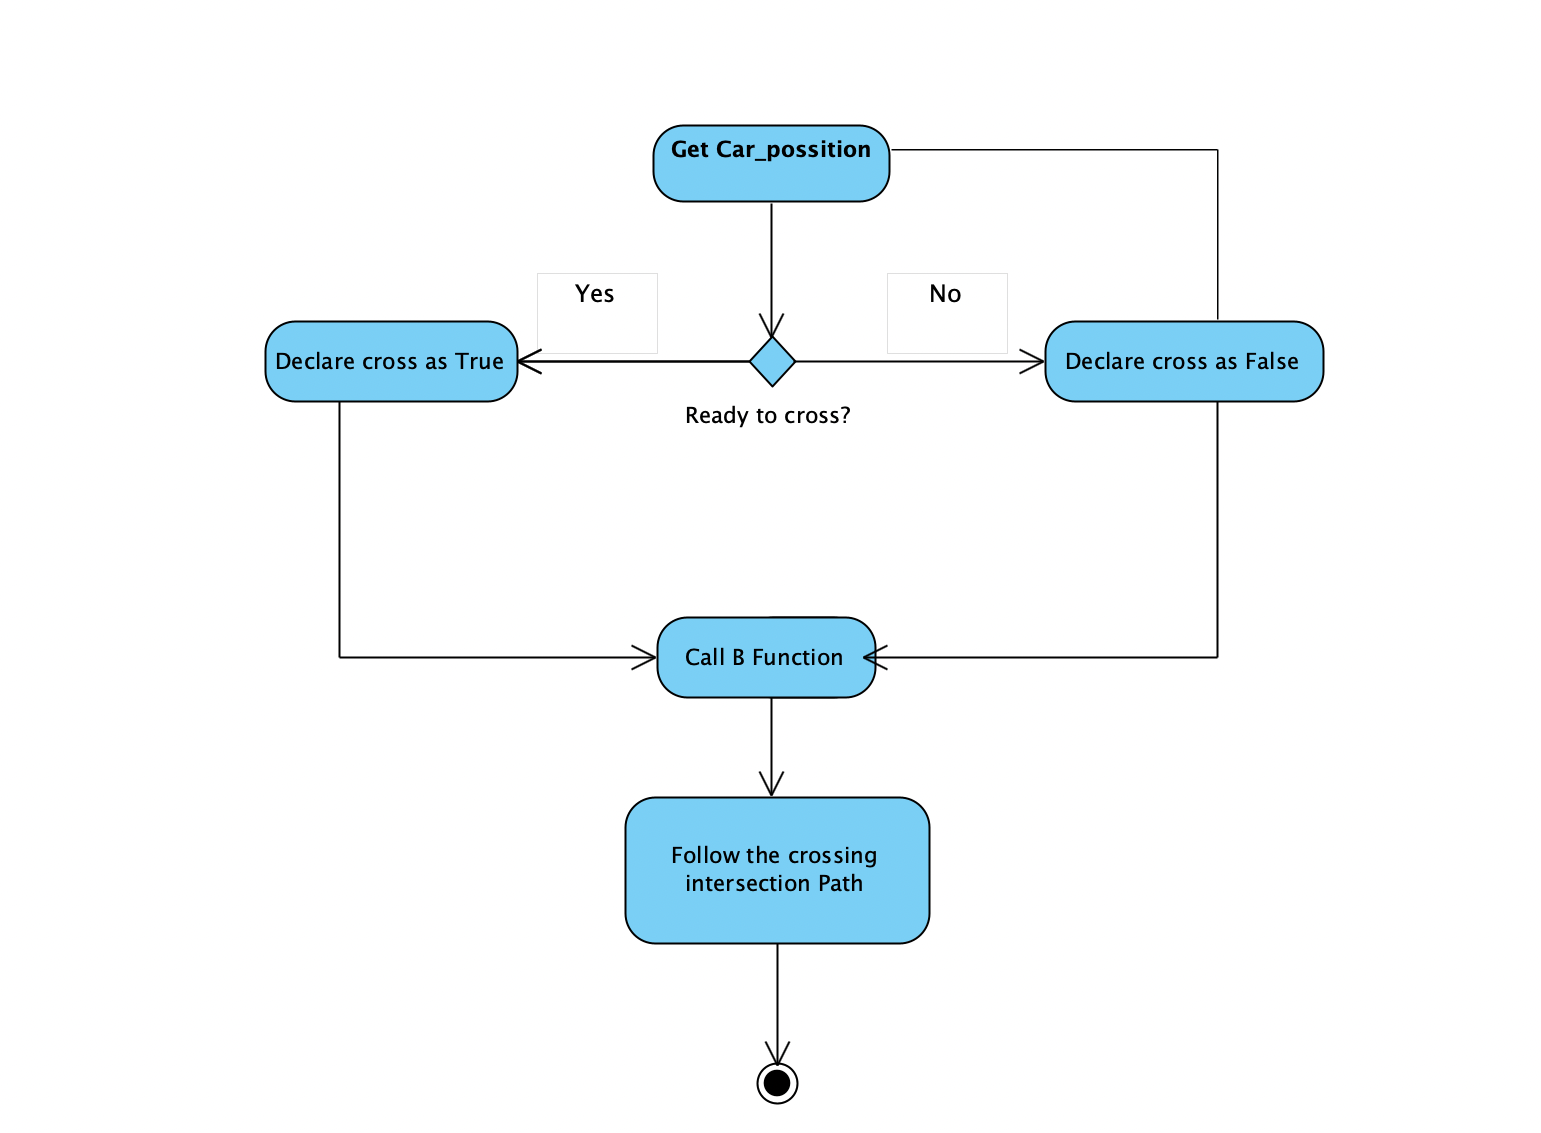 Get Car_possition
Yes
No
Declare cross as True
Declare cross as False
Ready to cross?
Call B Function
Follow the crossing
intersection Path